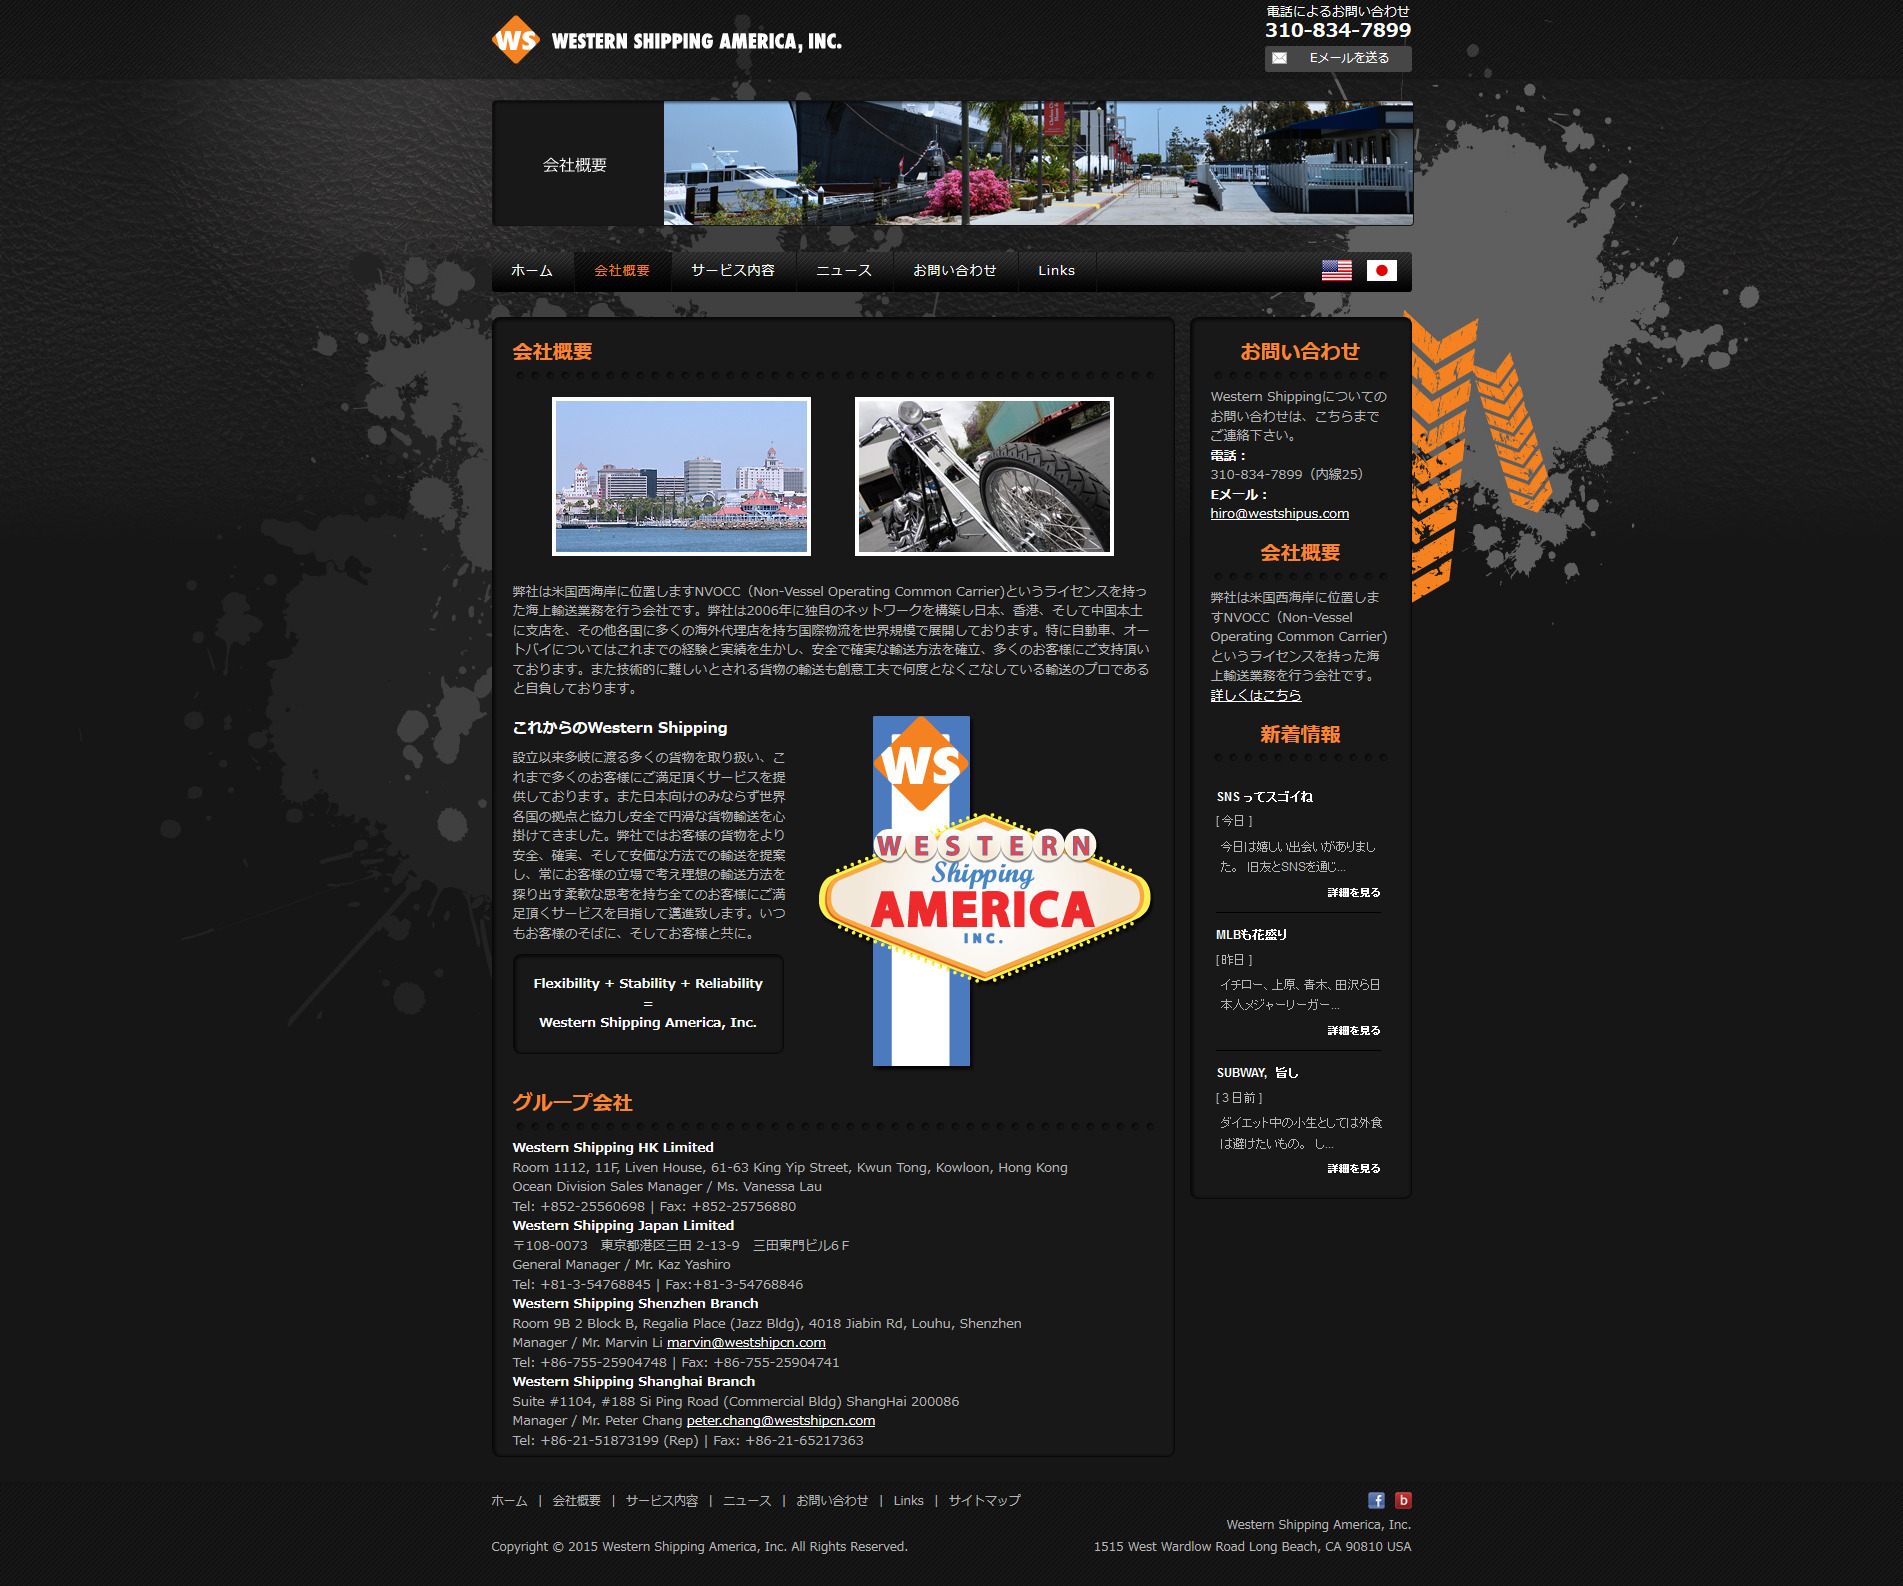 WS WESTERN SHIPPING AMERICA, INC.
電話によるお問い合わせ
310-834-7899
Eメールを送る
会社概要
ホーム 会社概要 サービス内容 ニュース お問い合わせ Links
会社概要
弊社は米国西海岸に位置しますNVOCC（Non-Vessel Operating Common Carrier)というライセンスを持っ
た海上輸送業務を行う会社です。弊社は2006年に独自のネットワークを構築し日本、香港、そして中国本土
に支店を、その他各国に多くの海外代理店を持ち国際物流を世界規模で展開しております。特に自動車、オー
トバイについてはこれまでの経験と実績を生かし、安全で確実な輸送方法を確立、多くのお客様にご支持頂い
ております。また技術的に難しいとされる貨物の輸送も創意工夫で何度となくこなしている輸送のプロである
と自負しております。
これからのWestern Shipping
設立以来多岐に渡る多くの貨物を取り扱い、こ
れまで多くのお客様にご満足頂くサービスを提
供しております。また日本向けのみならず世界
各国の拠点と協力し安全で円滑な貨物輸送を心
掛けてきました。弊社ではお客様の貨物をより
安全、確実、そして安価な方法での輸送を提案
し、常にお客様の立場で考え理想の輸送方法を
探り出す柔軟な思考を持ち全てのお客様にご満
足頂くサービスを目指して邁進致します。いつ
もお客様のそばに、そしてお客様と共に。
Flexibility + Stability + Reliability
=
Western Shipping America, Inc.
WS
WESTERN
Shipping
AMERICA
INC.
グループ会社
Western Shipping HK Limited
Room 1112, 11F, Liven House, 61-63 King Yip Street, Kwun Tong, Kowloon, Hong Kong
Ocean Division Sales Manager / Ms. Vanessa Lau
Tel: +852-25560698 | Fax: +852-25756880
Western Shipping Japan Limited
〒108-0073　東京都港区三田 2-13-9　三田東門ビル6Ｆ
General Manager / Mr. Kaz Yashiro
Tel: +81-3-54768845 | Fax:+81-3-54768846
Western Shipping Shenzhen Branch
Room 9B 2 Block B, Regalia Place (Jazz Bldg), 4018 Jiabin Rd, Louhu, Shenzhen
Manager / Mr. Marvin Li marvin@westshipcn.com
Tel: +86-755-25904748 | Fax: +86-755-25904741
Western Shipping Shanghai Branch
Suite #1104, #188 Si Ping Road (Commercial Bldg) ShangHai 200086
Manager / Mr. Peter Chang peter.chang@westshipcn.com
Tel: +86-21-51873199 (Rep) | Fax: +86-21-65217363
お問い合わせ
Western Shippingについての
お問い合わせは、こちらまで
ご連絡下さい。
電話：
310-834-7899（内線25）
Eメール：
hiro@westshipus.com
会社概要
弊社は米国西海岸に位置しま
すNVOCC（Non-Vessel
Operating Common Carrier)
というライセンスを持った海
上輸送業務を行う会社です。
詳しくはこちら
新着情報
SNS ってスゴイね
[ 今日 ]
今日は嬉しい出会いがありまし
た。 旧友とSNSを通じ...
詳細を見る
MLBも花盛り
[ 昨日 ]
イチロー、上原、青木、田沢ら日
本人メジャーリーガー...
詳細を見る
SUBWAY, 旨し
[ 3 日前 ]
ダイエット中の小生としては外食
は避けたいもの。 し...
詳細を見る
ホーム | 会社概要 | サービス内容 | ニュース | お問い合わせ | Links | サイトマップ
Western Shipping America, Inc.
Copyright © 2015 Western Shipping America, Inc. All Rights Reserved.
1515 West Wardlow Road Long Beach, CA 90810 USA